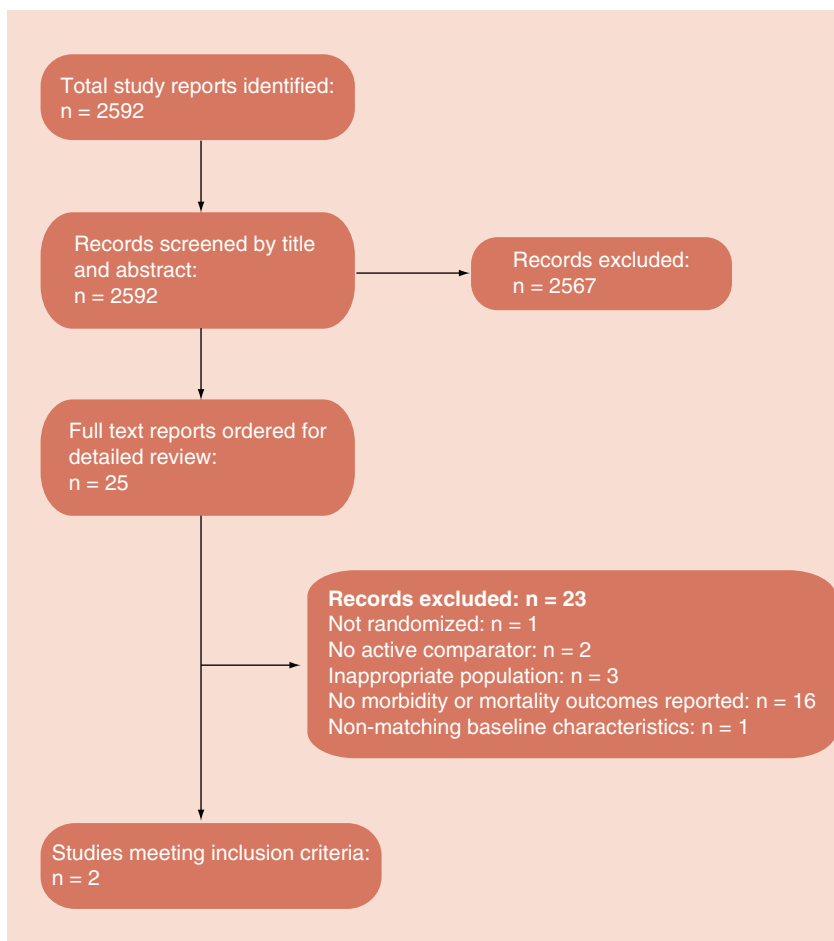 Total study reports identified:
n = 2592
Records screened by title
and abstract:
n = 2592
Records excluded:
n = 2567
Full text reports ordered for
detailed review:
n = 25
Records excluded: n = 23
Not randomized: n = 1
No active comparator: n = 2
Inappropriate population: n = 3
No morbidity or mortality outcomes reported: n = 16
Non-matching baseline characteristics: n = 1
Studies meeting inclusion criteria:
n = 2